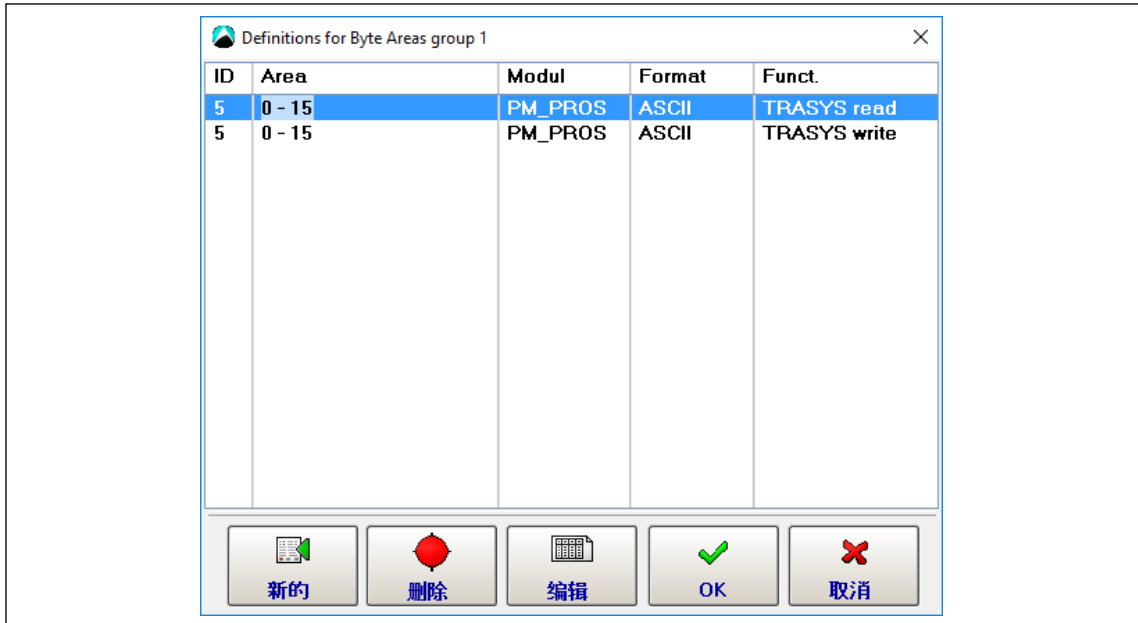 Definitions for Byte Areas group 1
ID Area Modul Format Funct.
5 0 - 15 PM_PROS ASCII TRASYS read
5 0 - 15 PM_PROS ASCII TRASYS write
新的 删除 编辑 OK 取消